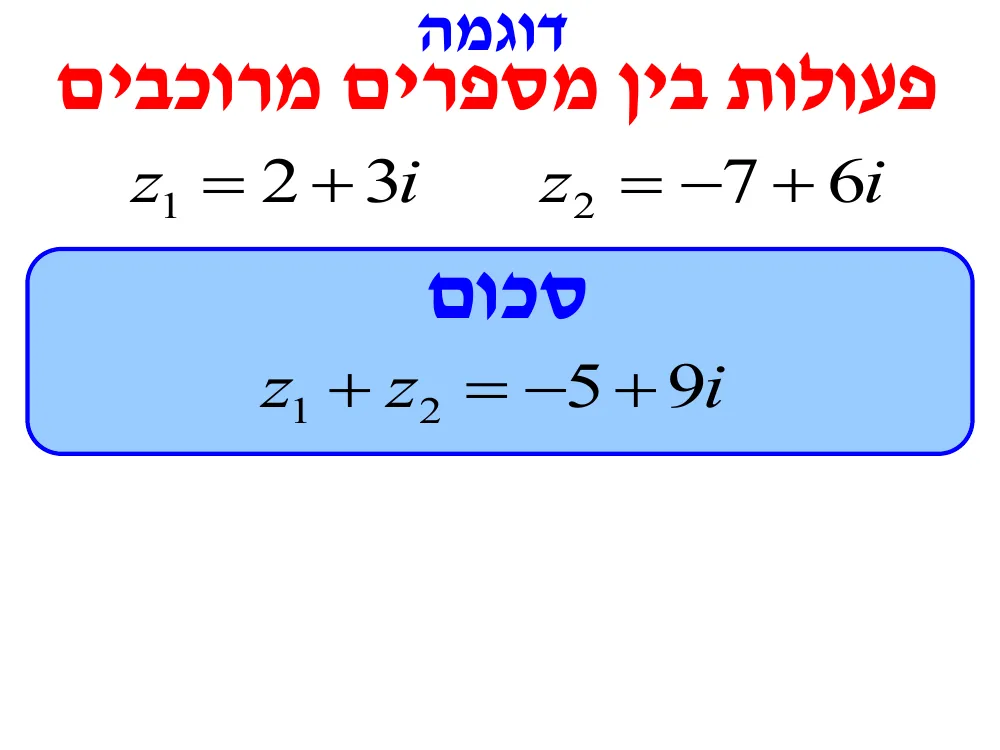 דוגמה
פעולות בין מספרים מרוכבים
z₁ = 2 + 3i z₂ = −7 + 6i
סכום
z₁ + z₂ = −5 + 9i